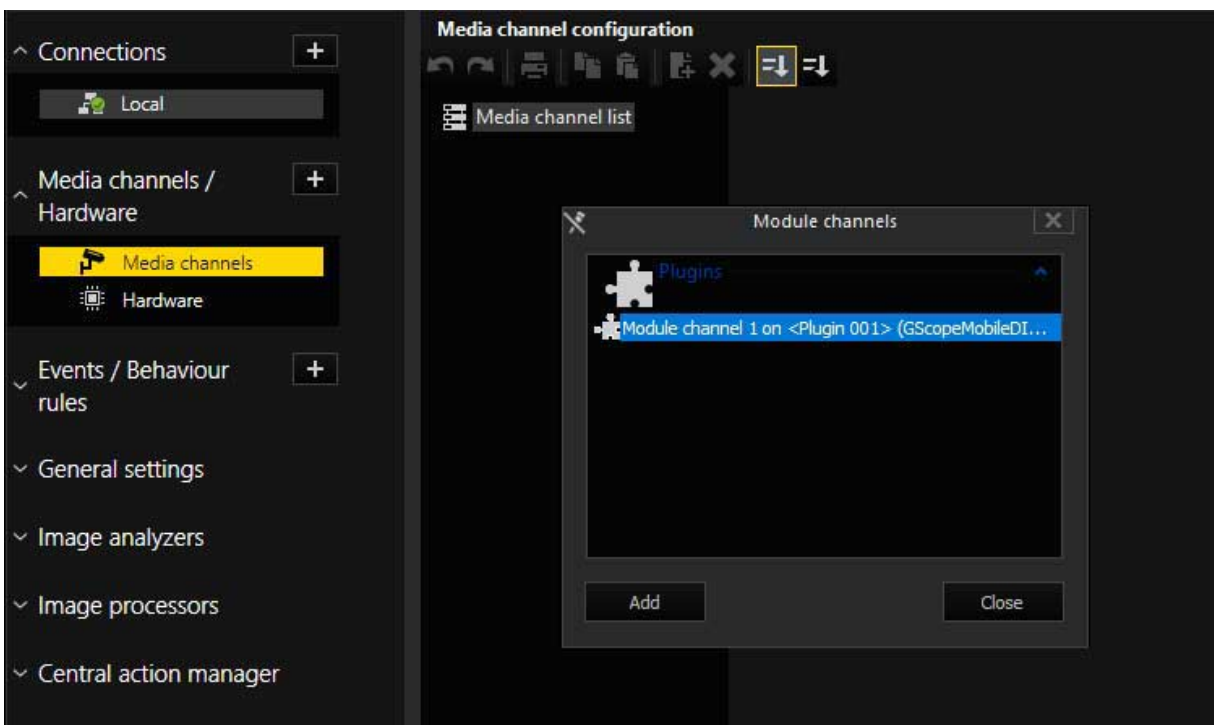 Connections
+
Local
Media channels /
Hardware
+
Media channels
Hardware
Events / Behaviour
rules
+
General settings
Image analyzers
Image processors
Central action manager
Media channel configuration
Media channel list
Module channels
Plugins
Module channel 1 on <Plugin 001> (GScopeMobileDI...
Add
Close